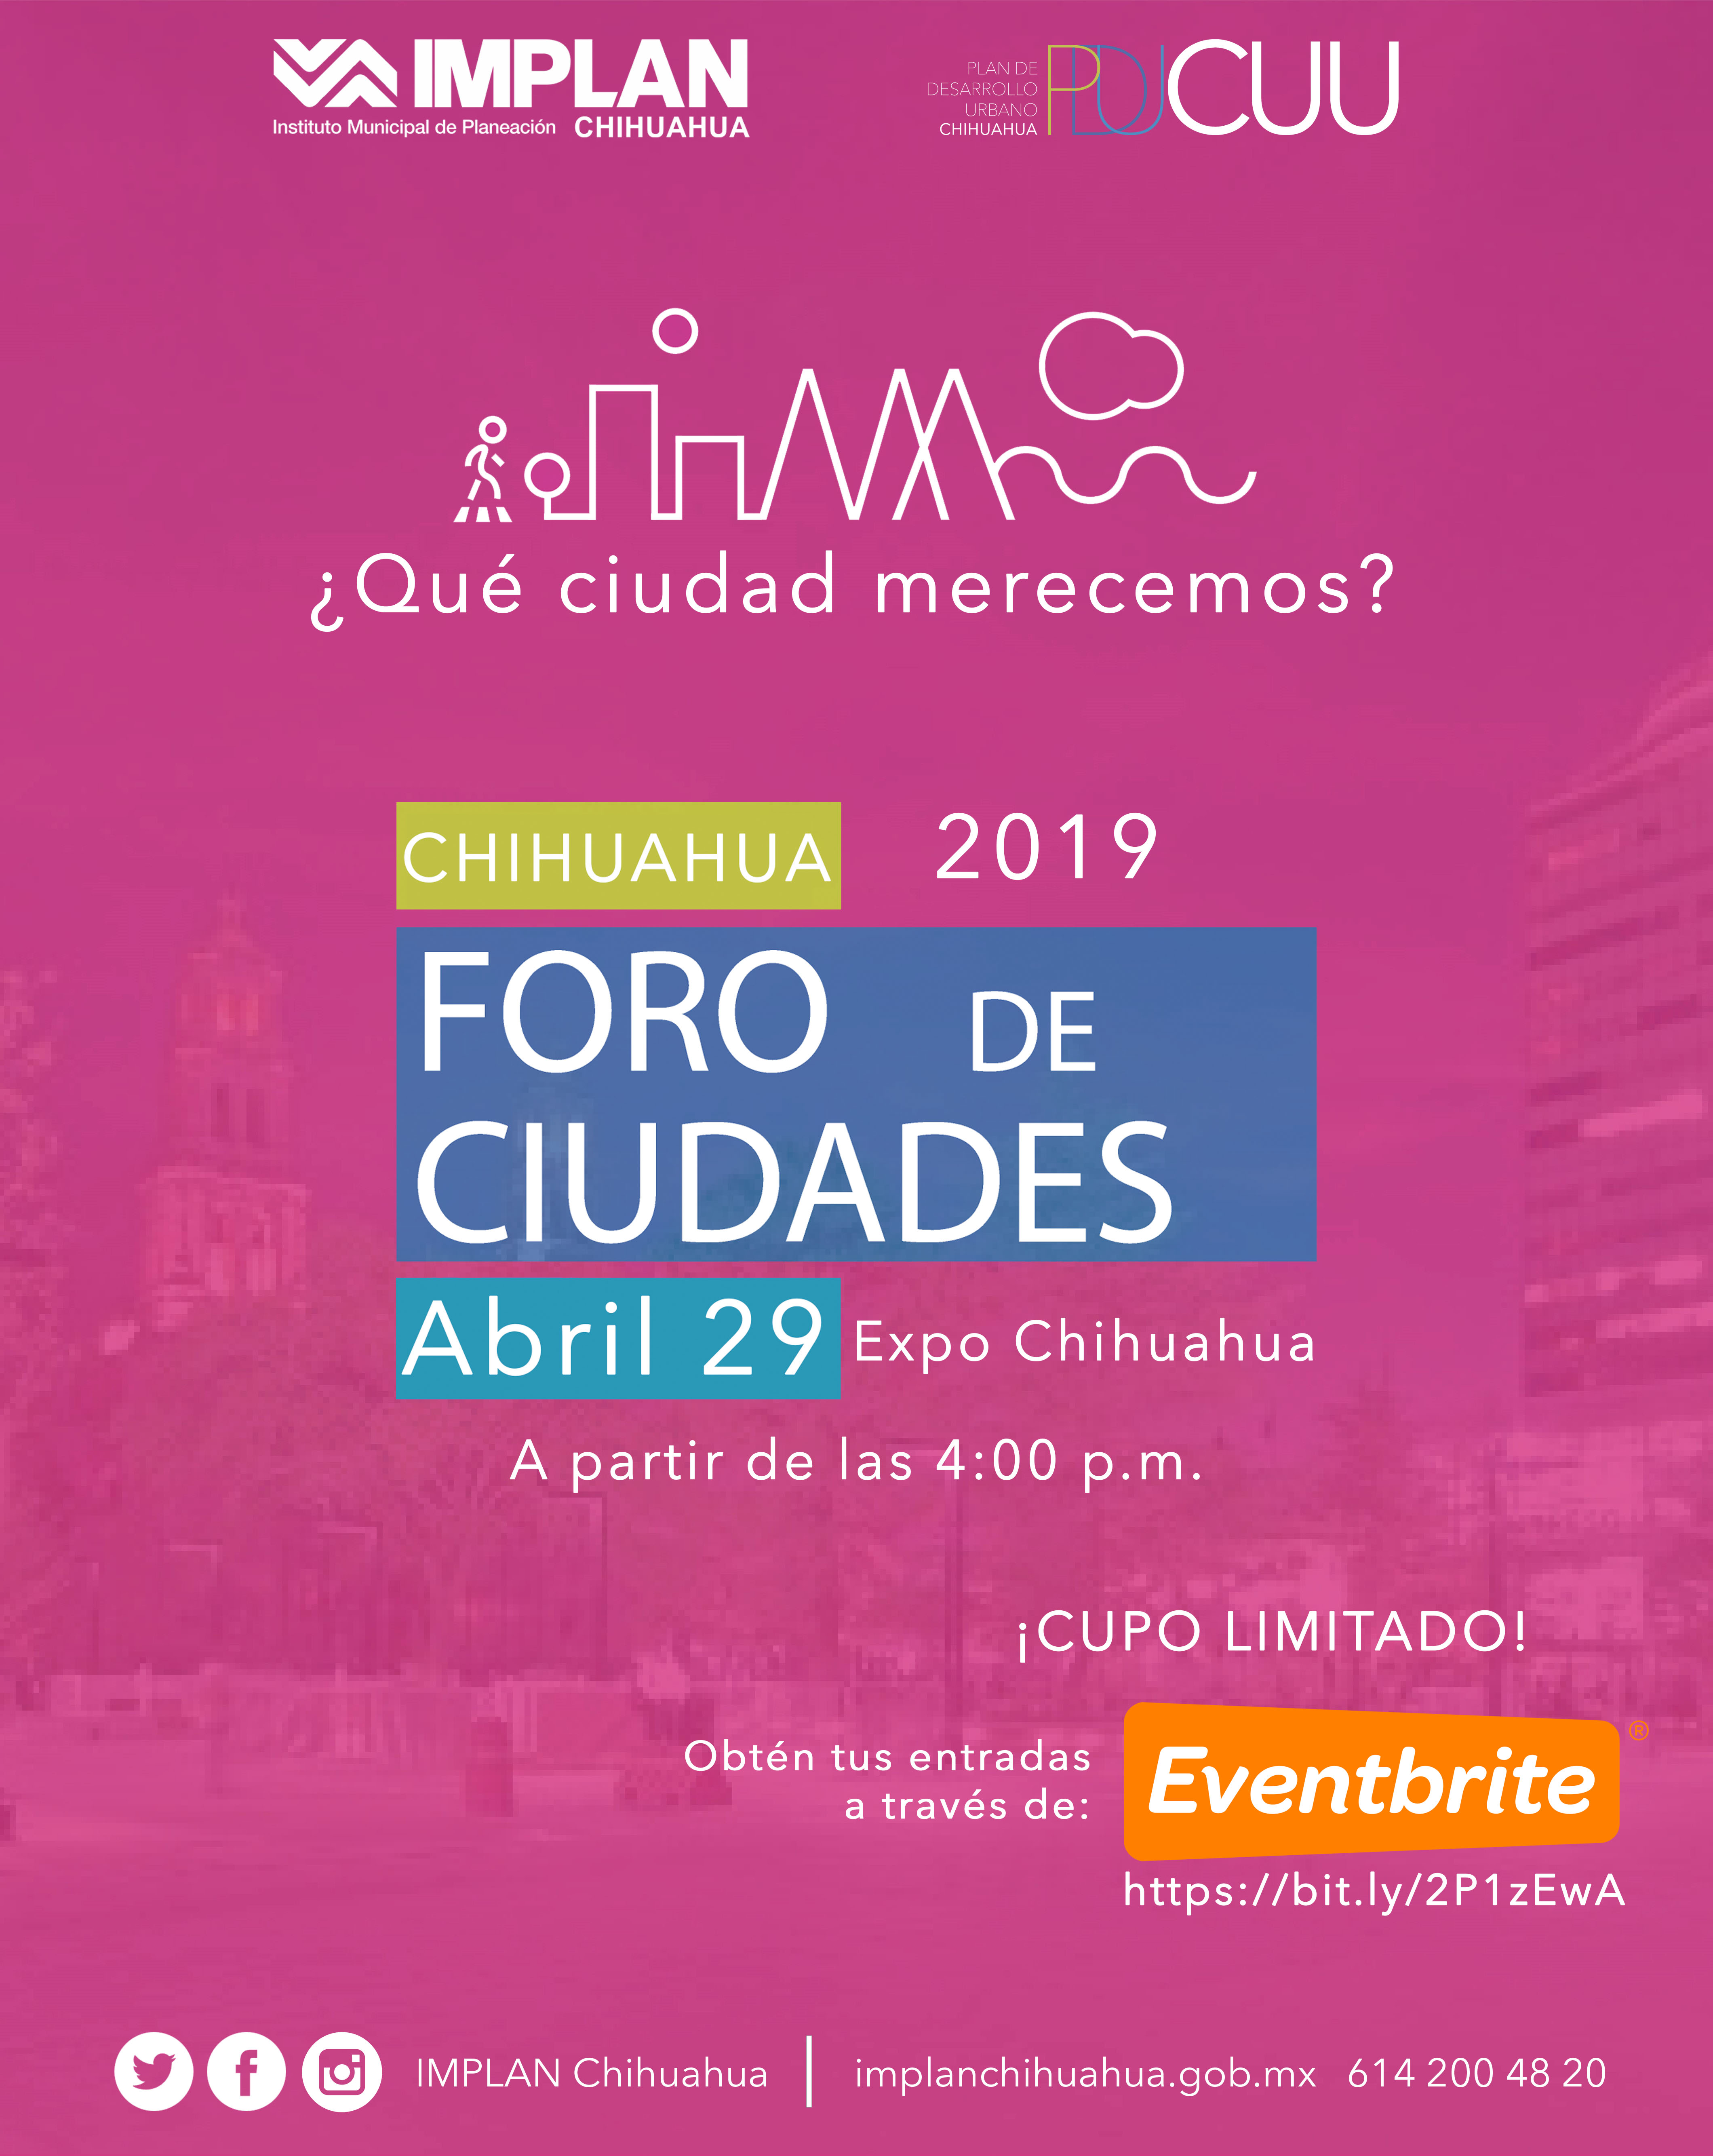 IMPLAN
Instituto Municipal de Planeación CHIHUAHUA
PLAN DE
DESARROLLO
URBANO
CHIHUAHUA
PDUCUU
¿Qué ciudad merecemos?
CHIHUAHUA 2019
FORO DE
CIUDADES
Abril 29 Expo Chihuahua
A partir de las 4:00 p.m.
¡CUPO LIMITADO!
Obtén tus entradas
a través de:
Eventbrite®
https://bit.ly/2P1zEwA
IMPLAN Chihuahua | implanchihuahua.gob.mx 614 200 48 20